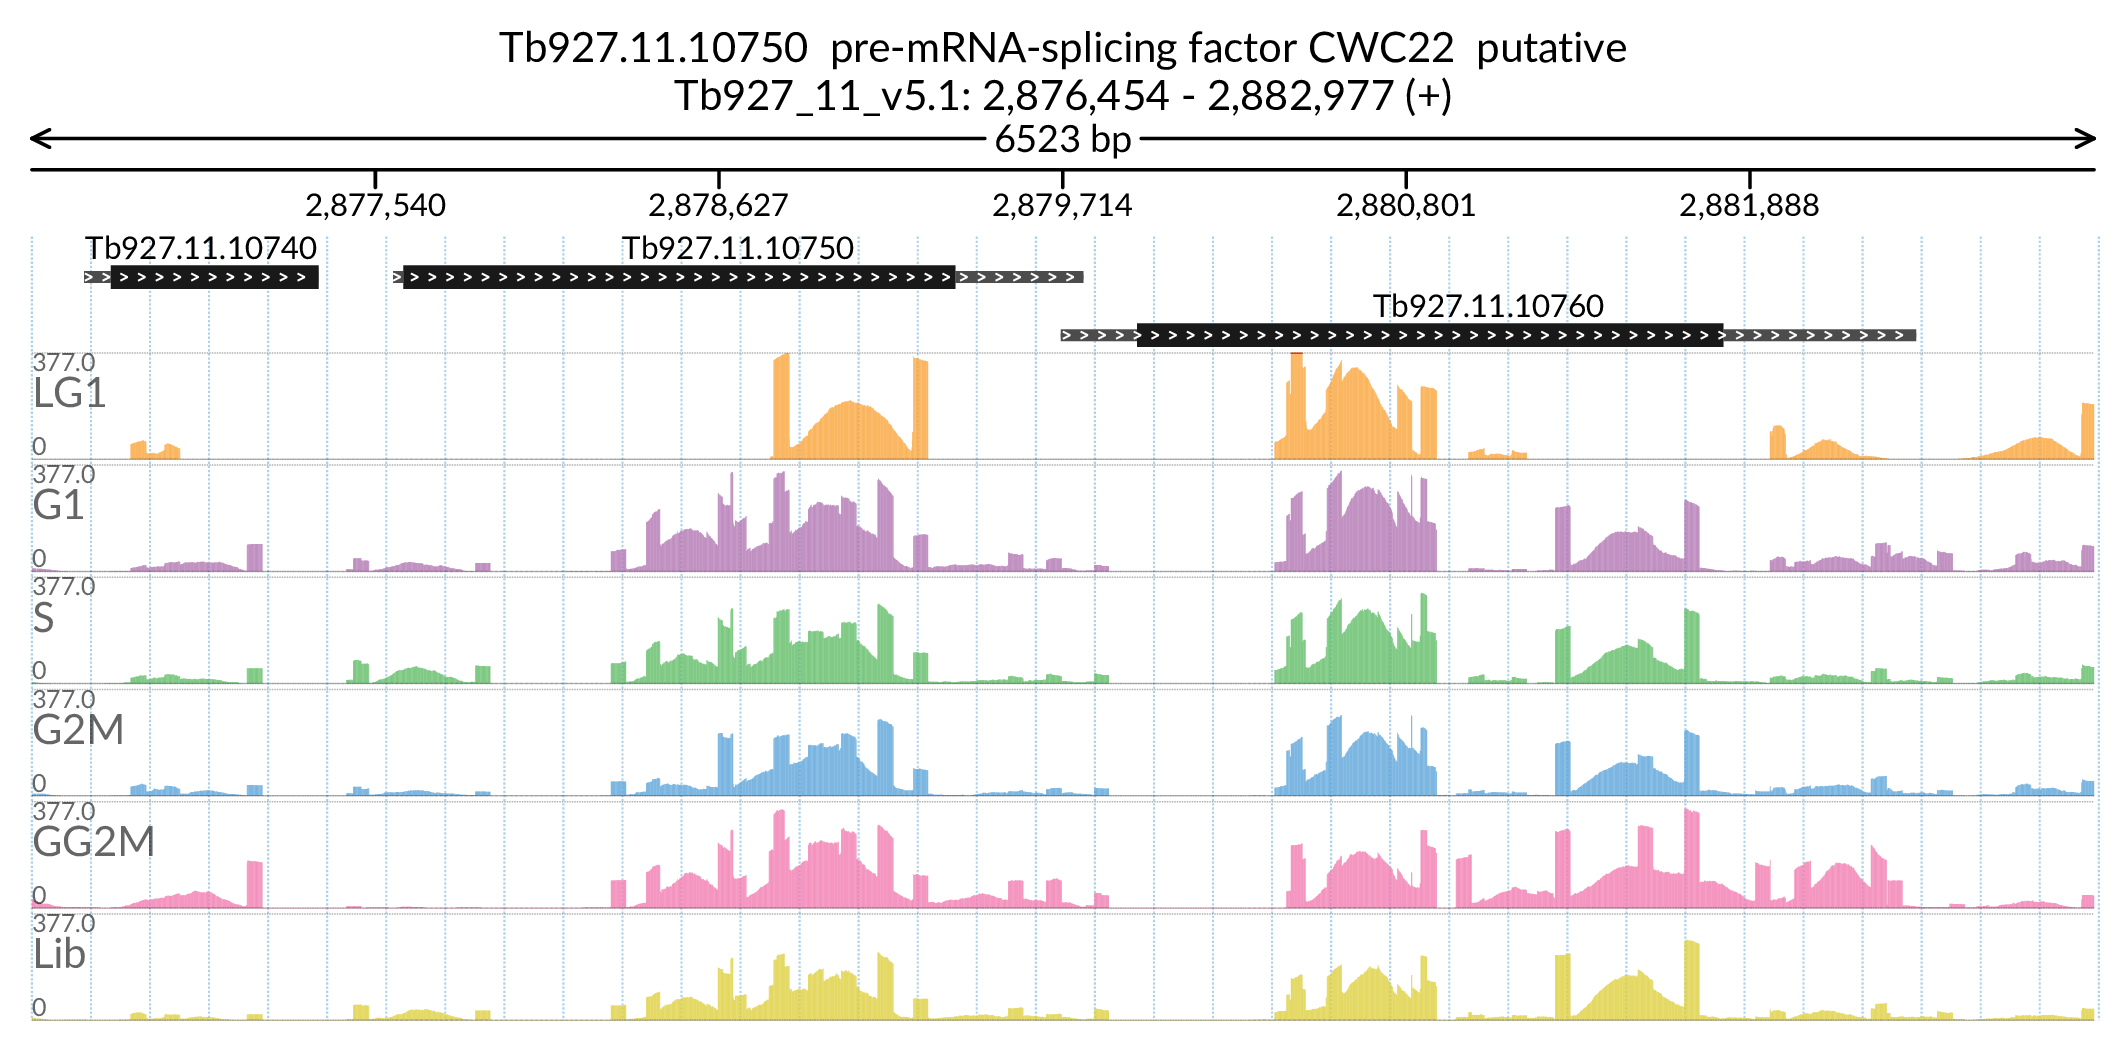 Tb927.11.10750  pre-mRNA-splicing factor CWC22  putative
Tb927_11_v5.1: 2,876,454 - 2,882,977 (+)
6523 bp
2,877,540 2,878,627 2,879,714 2,880,801 2,881,888
Tb927.11.10740 Tb927.11.10750
Tb927.11.10760
377.0
LG1
0
377.0
G1
0
377.0
S
0
377.0
G2M
0
377.0
GG2M
0
377.0
Lib
0